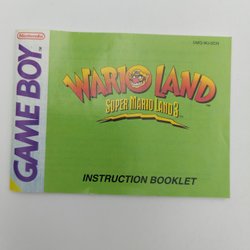 Nintendo
GAME BOY
WARIO LAND
SUPER MARIO LAND 3
INSTRUCTION BOOKLET